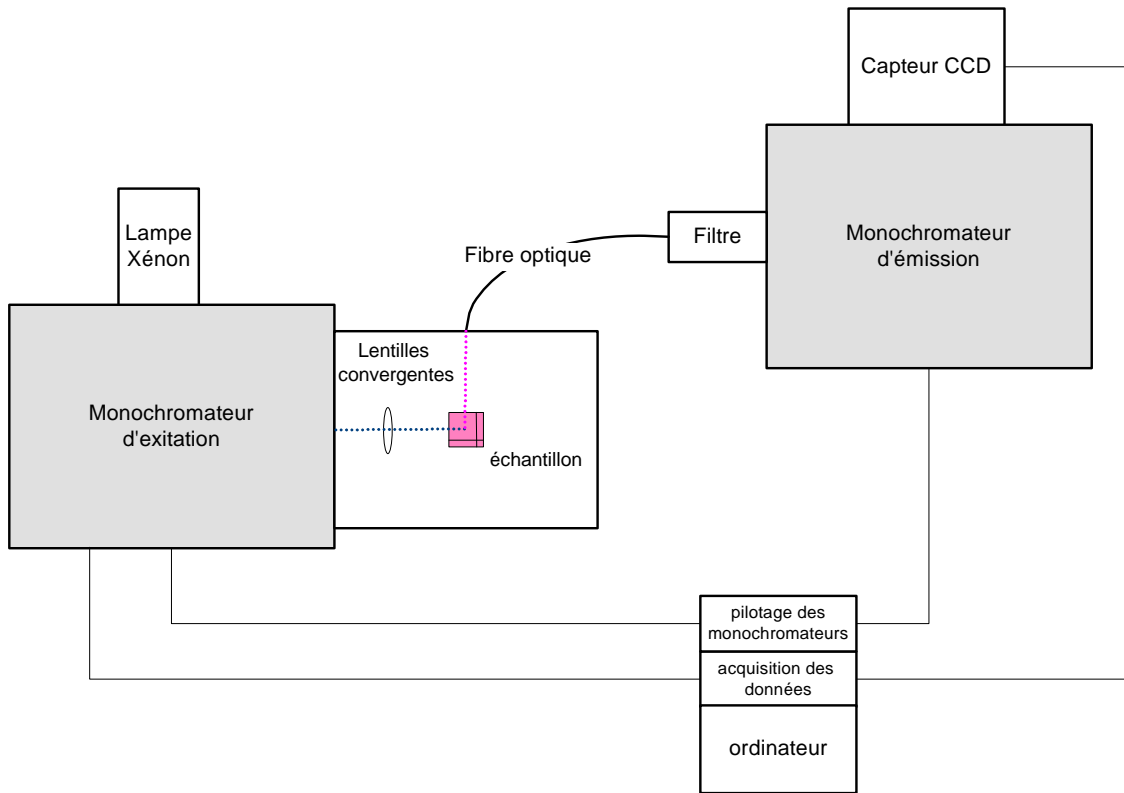 Capteur CCD
Lampe
Xénon
Filtre
Monochromateur
d'émission
Fibre optique
Lentilles
convergentes
Monochromateur
d'exitation
échantillon
pilotage des
monochromateurs
acquisition des
données
ordinateur